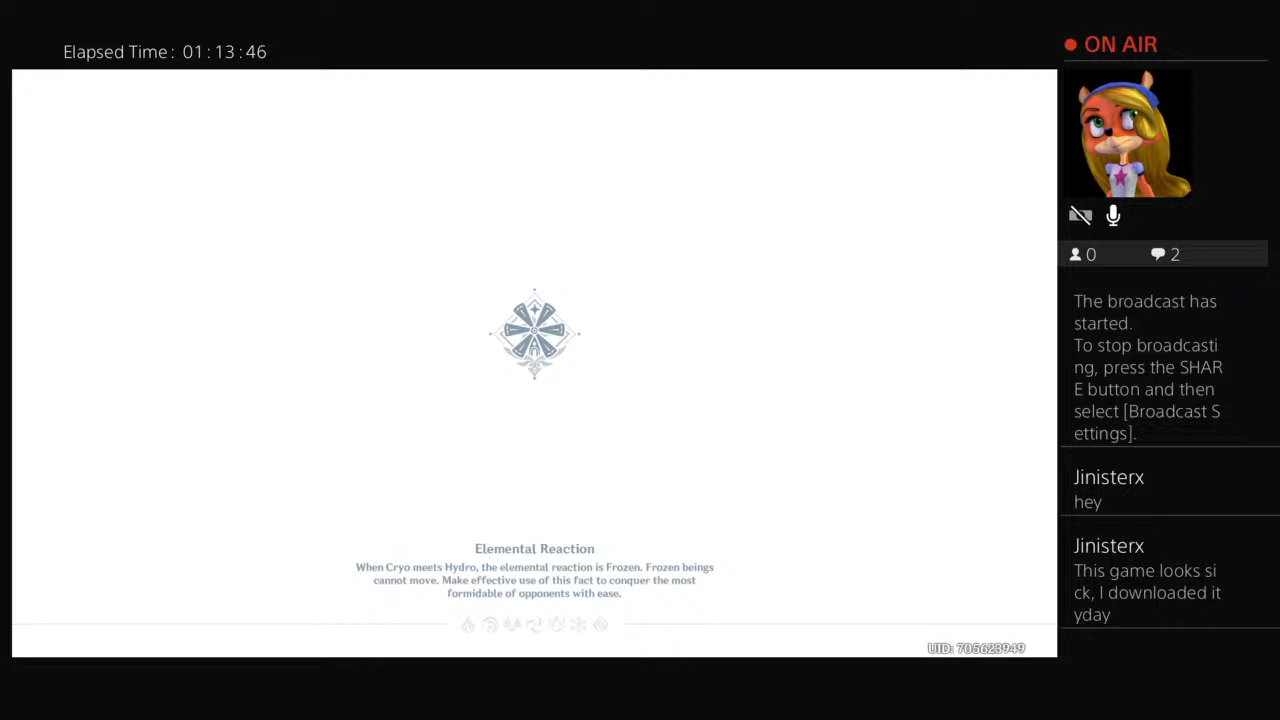 Elapsed Time: 01:13:46
ON AIR
0 2
The broadcast has
started.
To stop broadcasti
ng, press the SHAR
E button and then
select [Broadcast S
ettings].
Jinisterx
hey
Jinisterx
This game looks si
ck, I downloaded it
yday
Elemental Reaction
When Cryo meets Hydro, the elemental reaction is Frozen. Frozen beings
cannot move. Make effective use of this fact to conquer the most
formidable of opponents with ease.
UID: 705623949